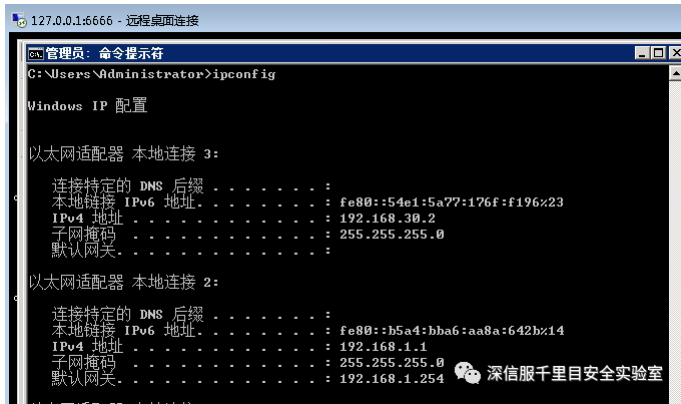 127.0.0.1:6666 - 远程桌面连接
管理员: 命令提示符
C:\Users\Administrator>ipconfig
Windows IP 配置
以太网适配器 本地连接 3:
连接特定的 DNS 后缀 . . . . . . . :
本地链接 IPv6 地址. . . . . . . . : fe80::54e1:5a77:176f:f196%23
IPv4 地址 . . . . . . . . . . . . : 192.168.30.2
子网掩码 . . . . . . . . . . . . : 255.255.255.0
默认网关. . . . . . . . . . . . . :
以太网适配器 本地连接 2:
连接特定的 DNS 后缀 . . . . . . . :
本地链接 IPv6 地址. . . . . . . . : fe80::b5a4:bba6:aa8a:642b%14
IPv4 地址 . . . . . . . . . . . . : 192.168.1.1
子网掩码 . . . . . . . . . . . . : 255.255.255.0
默认网关. . . . . . . . . . . . . : 192.168.1.254
深信服千里目安全实验室